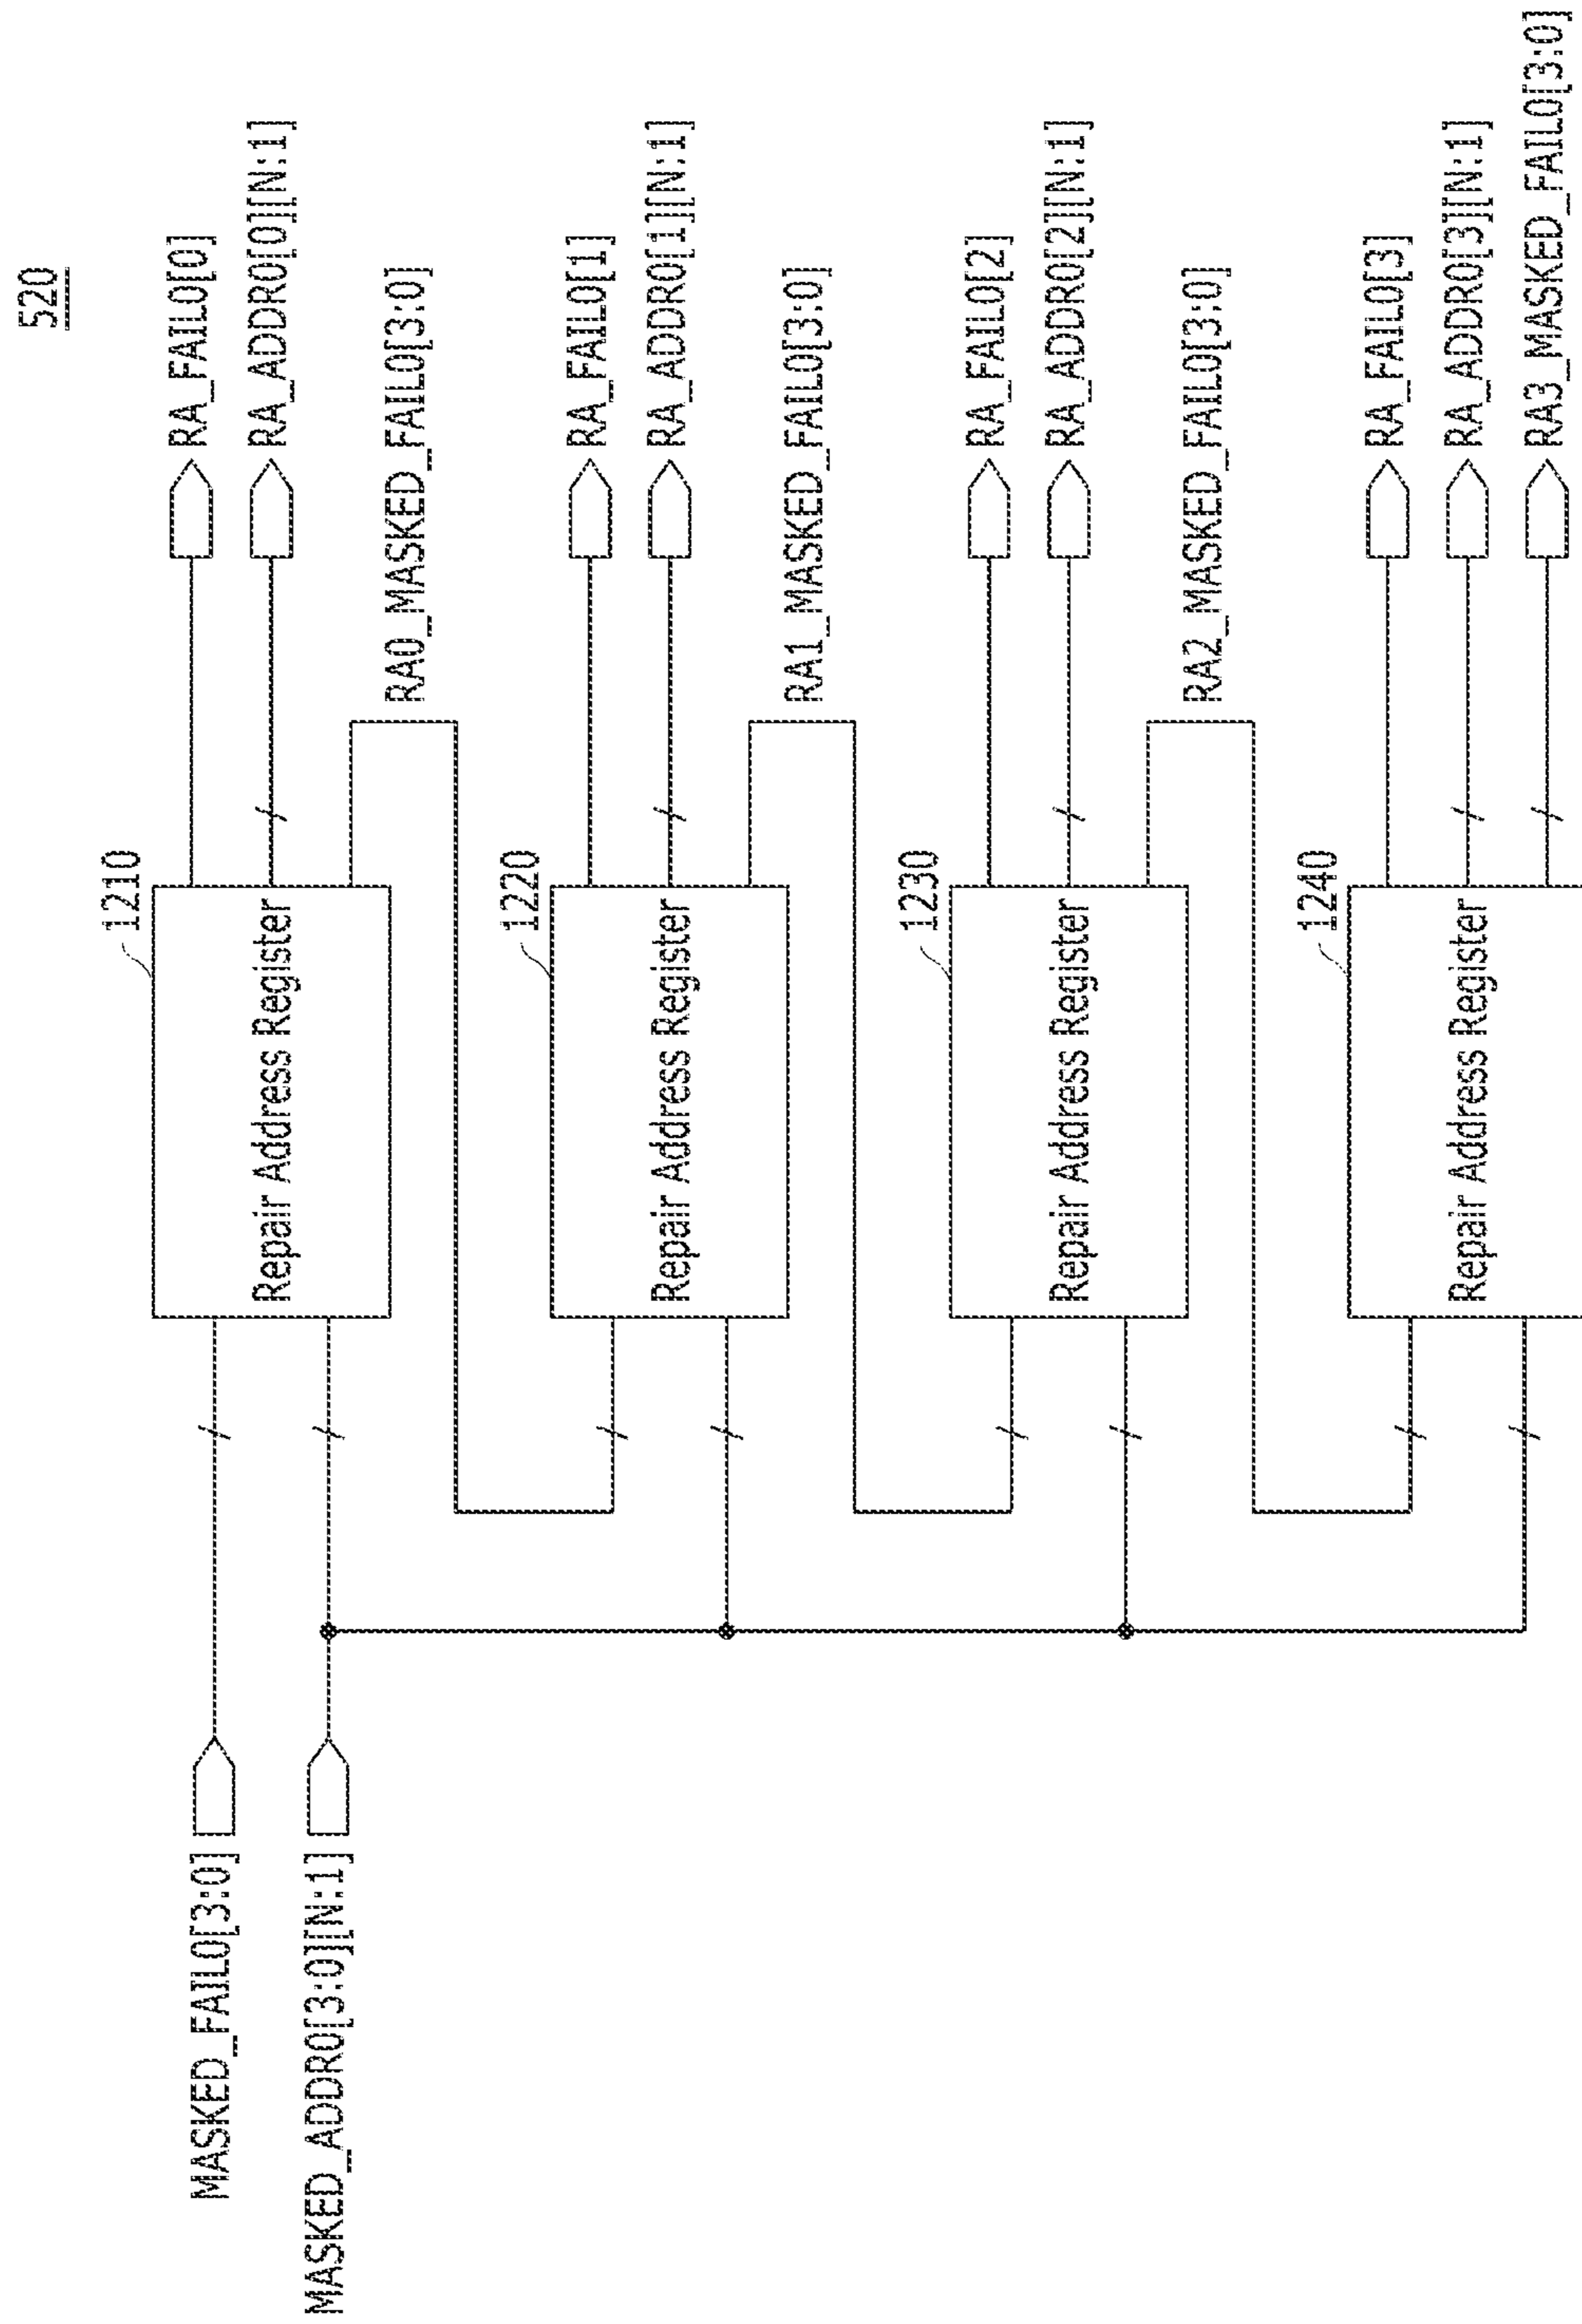 520
MASKED_FAIL0[3:0]
MASKED_ADDR0[3:0][N:1]
1210
Repair Address Register
RA_FAIL0[0]
RA_ADDR0[0][N:1]
RA0_MASKED_FAIL0[3:0]
1220
Repair Address Register
RA_FAIL0[1]
RA_ADDR0[1][N:1]
RA1_MASKED_FAIL0[3:0]
1230
Repair Address Register
RA_FAIL0[2]
RA_ADDR0[2][N:1]
RA2_MASKED_FAIL0[3:0]
1240
Repair Address Register
RA_FAIL0[3]
RA_ADDR0[3][N:1]
RA3_MASKED_FAIL0[3:0]